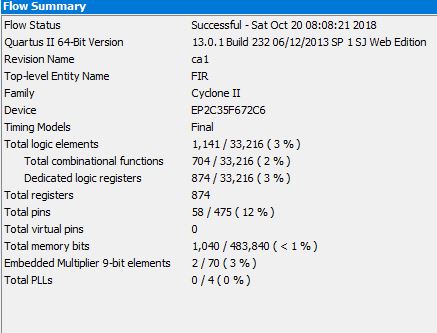 Flow Summary
Flow Status Successful - Sat Oct 20 08:08:21 2018
Quartus II 64-Bit Version 13.0.1 Build 232 06/12/2013 SP 1 SJ Web Edition
Revision Name ca1
Top-level Entity Name FIR
Family Cyclone II
Device EP2C35F672C6
Timing Models Final
Total logic elements 1,141 / 33,216 ( 3 % )
Total combinational functions 704 / 33,216 ( 2 % )
Dedicated logic registers 874 / 33,216 ( 3 % )
Total registers 874
Total pins 58 / 475 ( 12 % )
Total virtual pins 0
Total memory bits 1,040 / 483,840 ( < 1 % )
Embedded Multiplier 9-bit elements 2 / 70 ( 3 % )
Total PLLs 0 / 4 ( 0 % )